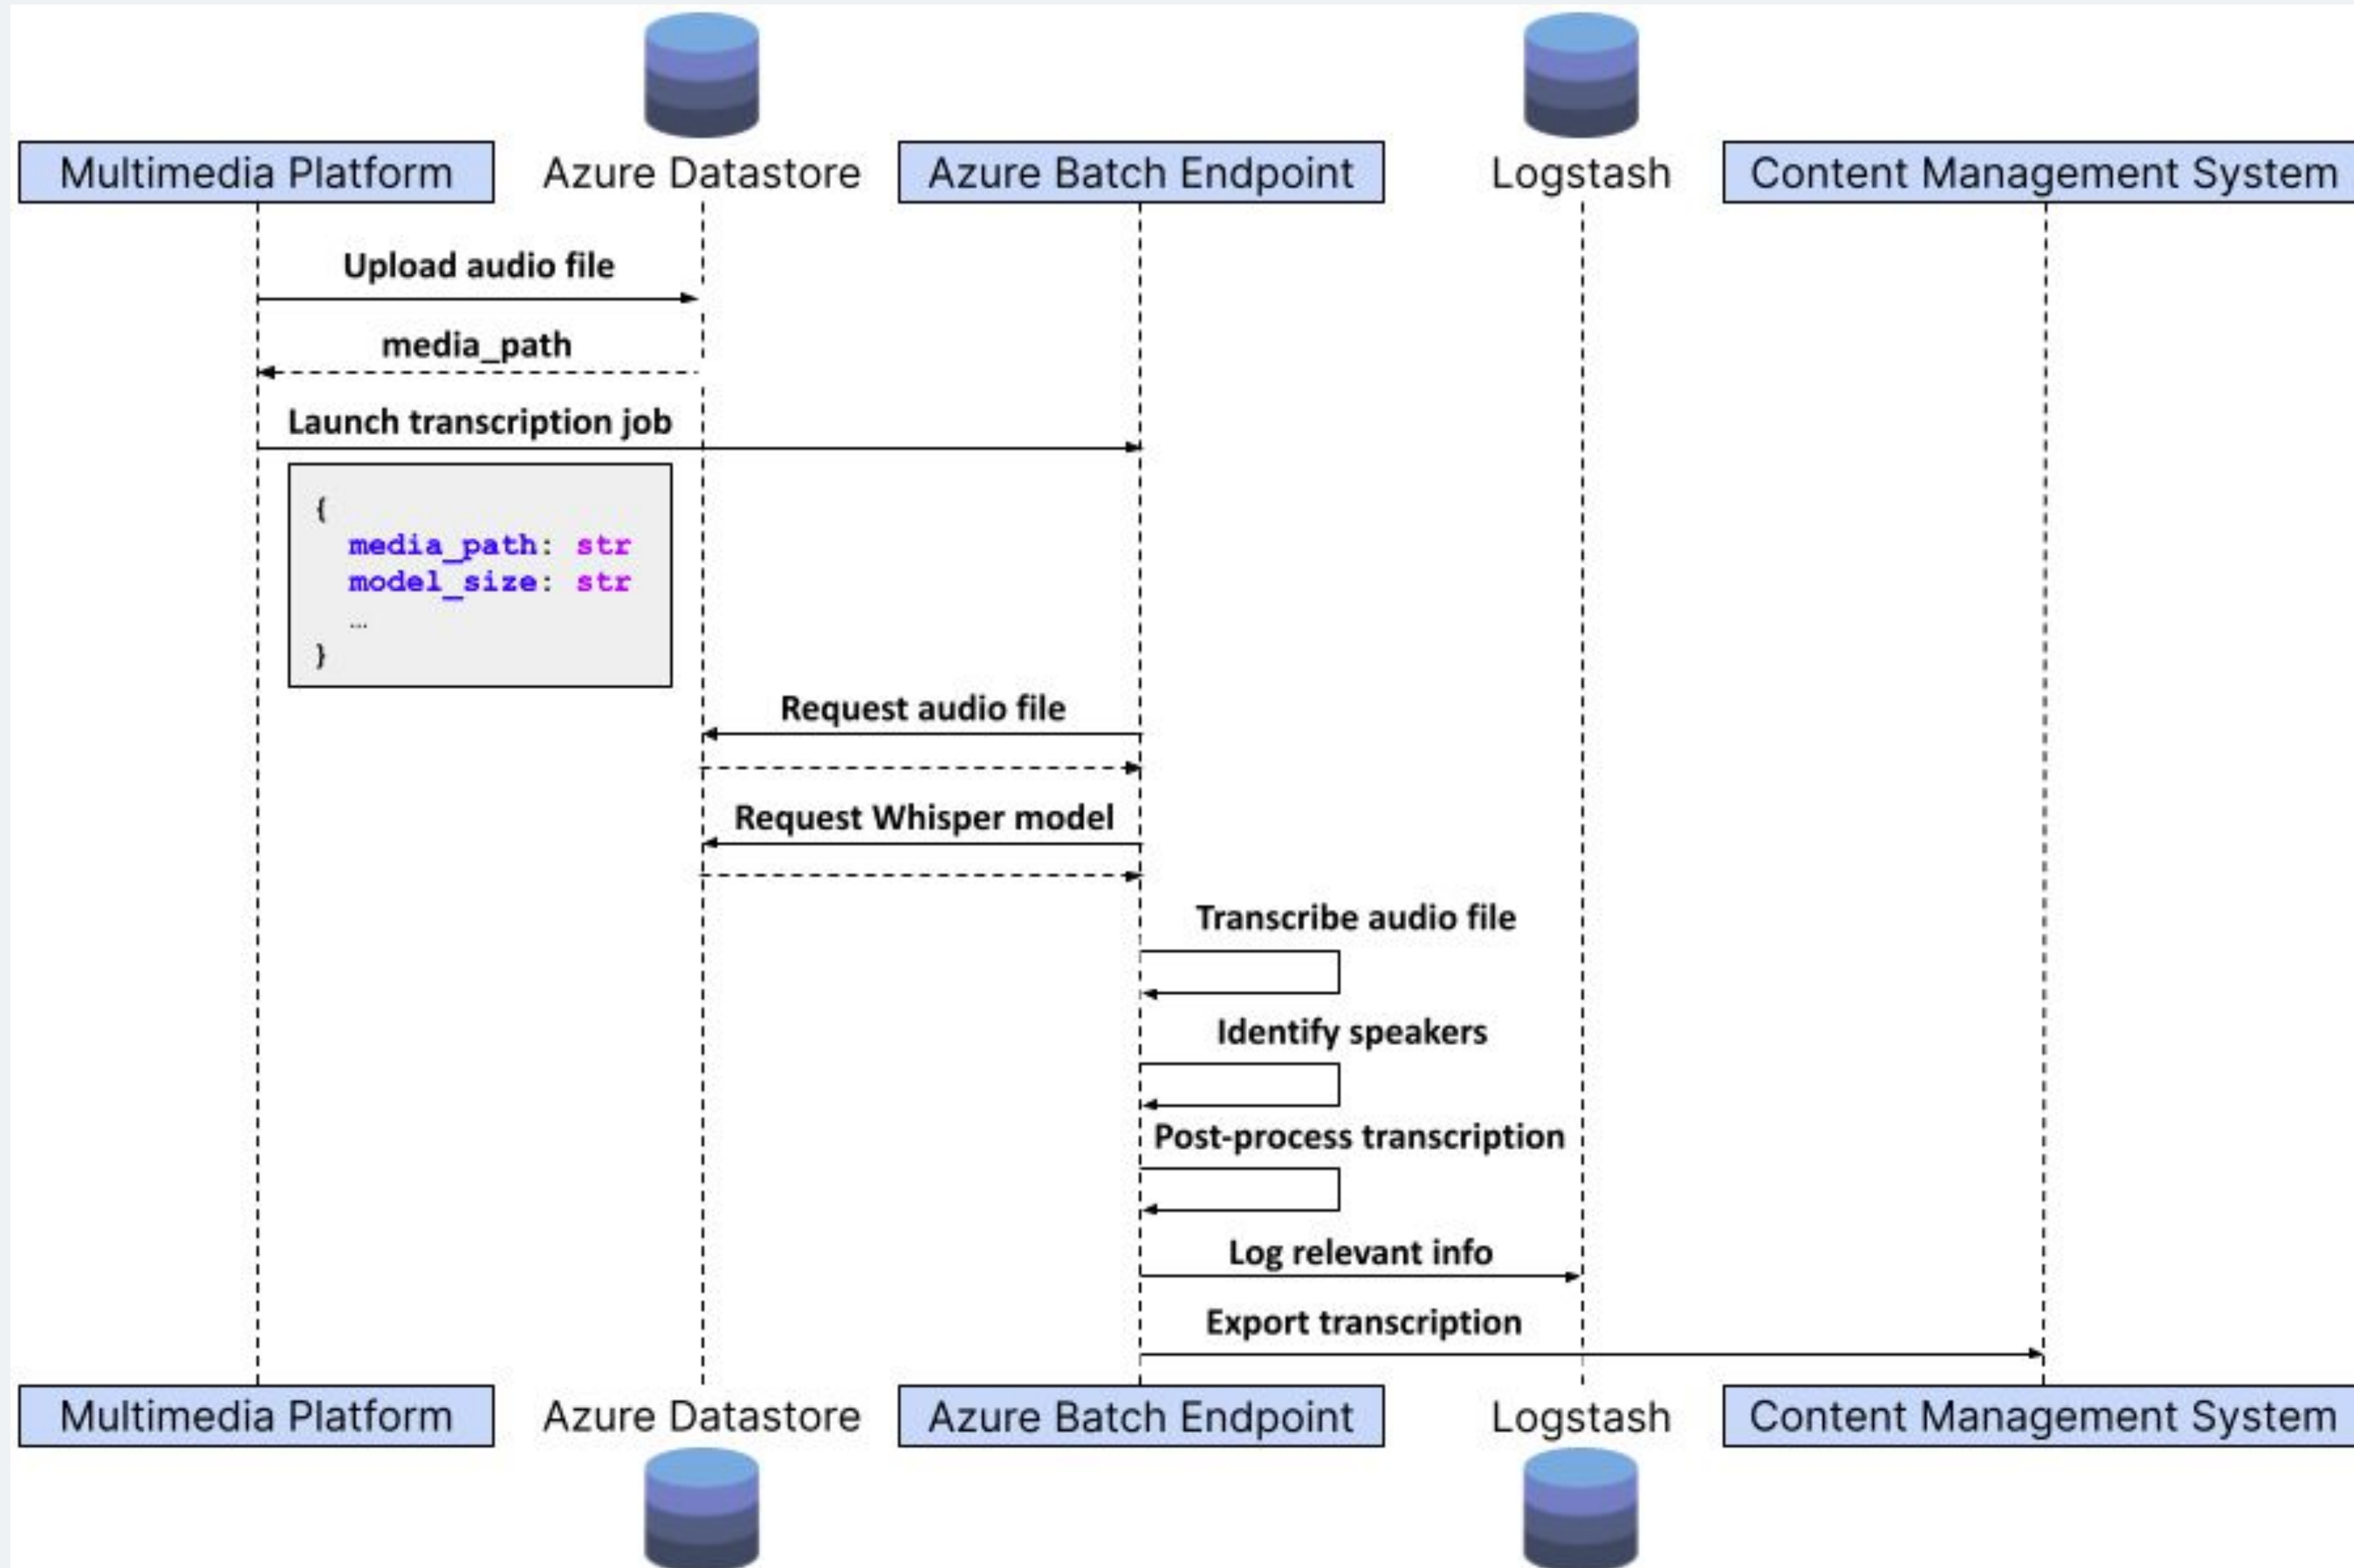 Multimedia Platform
Azure Datastore
Azure Batch Endpoint
Logstash
Content Management System
Upload audio file
media_path
Launch transcription job
{
media_path: str
model_size: str
...
}
Request audio file
Request Whisper model
Transcribe audio file
Identify speakers
Post-process transcription
Log relevant info
Export transcription
Multimedia Platform
Azure Datastore
Azure Batch Endpoint
Logstash
Content Management System